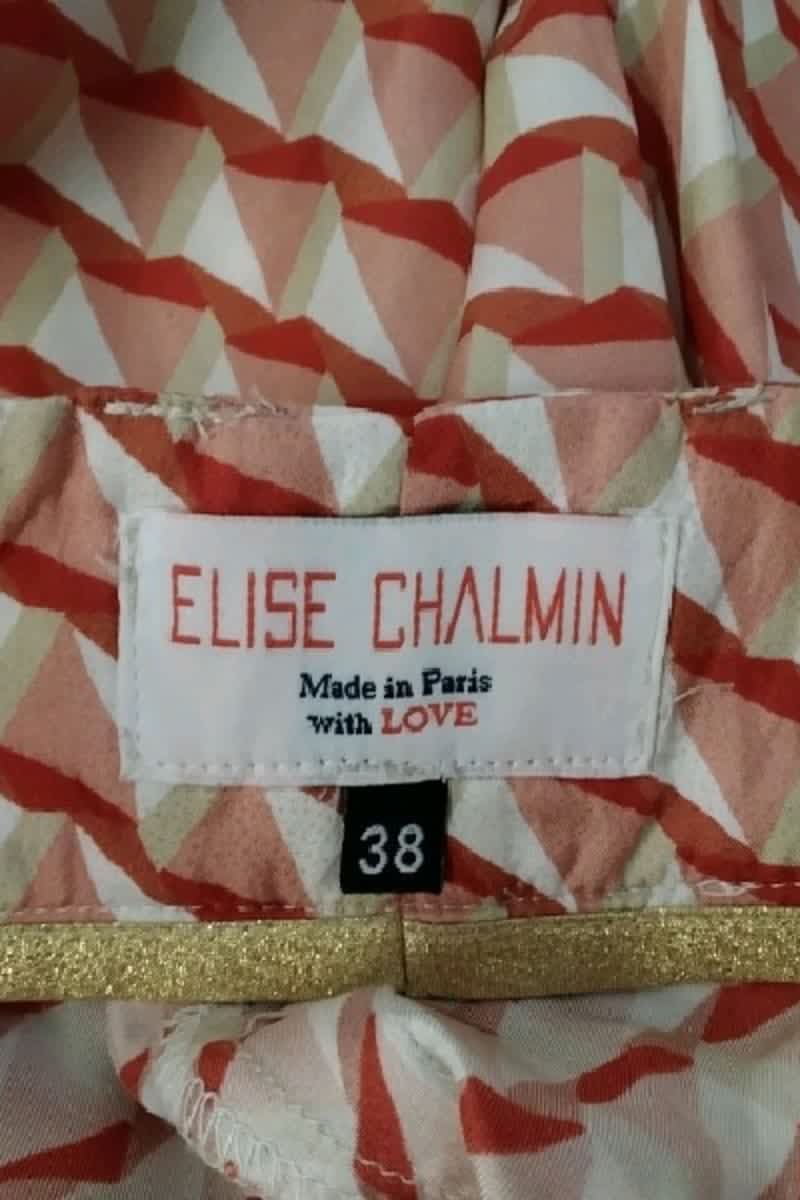 ELISE CHALMIN
Made in Paris
with LOVE
38